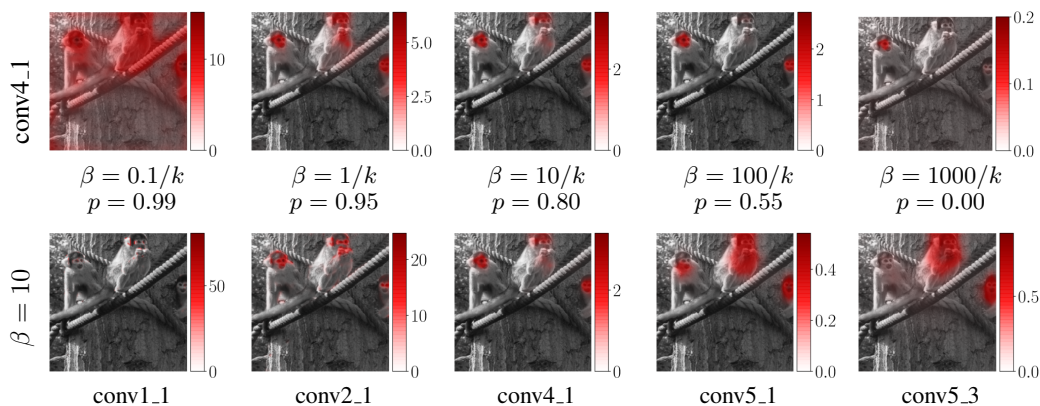 conv4_1
10
0
5.0
2.5
0.0
2
0
2
1
0
0.2
0.1
0.0
β = 0.1/k
β = 1/k
β = 10/k
β = 100/k
β = 1000/k
p = 0.99
p = 0.95
p = 0.80
p = 0.55
p = 0.00
β = 10
50
0
20
10
0
2
0
0.4
0.2
0.0
0.5
0.0
conv1_1
conv2_1
conv4_1
conv5_1
conv5_3